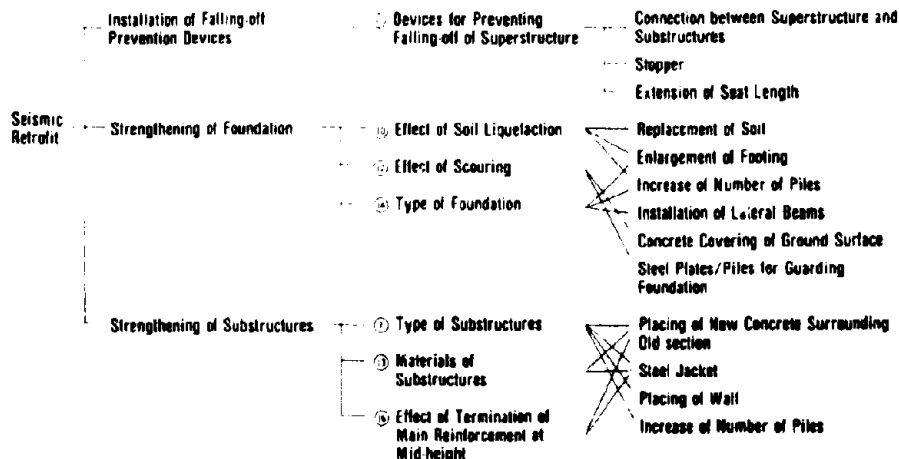 Seismic
Retrofit
Installation of Falling-off
Prevention Devices
Devices for Preventing
Falling-off of Superstructure
Connection between Superstructure and
Substructures
Stopper
Extension of Seat Length
Strengthening of Foundation
Effect of Soil Liquefaction
Effect of Scouring
Type of Foundation
Replacement of Soil
Enlargement of Footing
Increase of Number of Piles
Installation of Lateral Beams
Concrete Covering of Ground Surface
Steel Plates/Piles for Guarding
Foundation
Strengthening of Substructures
Type of Substructures
Materials of
Substructures
Effect of Termination of
Main Reinforcement at
Mid-height
Placing of New Concrete Surrounding
Old section
Steel Jacket
Placing of Wall
Increase of Number of Piles